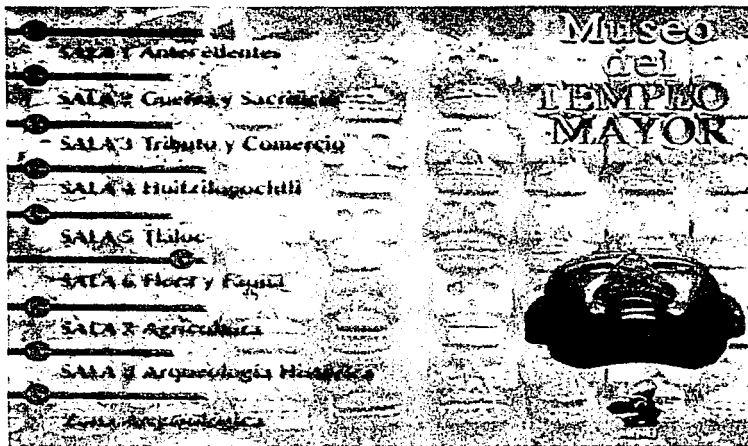 SALA 1 Antecedentes
SALA 2 Guerra y Sacrificio
SALA 3 Tributo y Comercio
SALA 4 Huitzilopochtli
SALA 5 Tlaloc
SALA 6 Flora y Fauna
SALA 7 Agricultura
SALA 8 Arqueología Histórica
Zona Arqueológica
Museo
del
TEMPLO
MAYOR